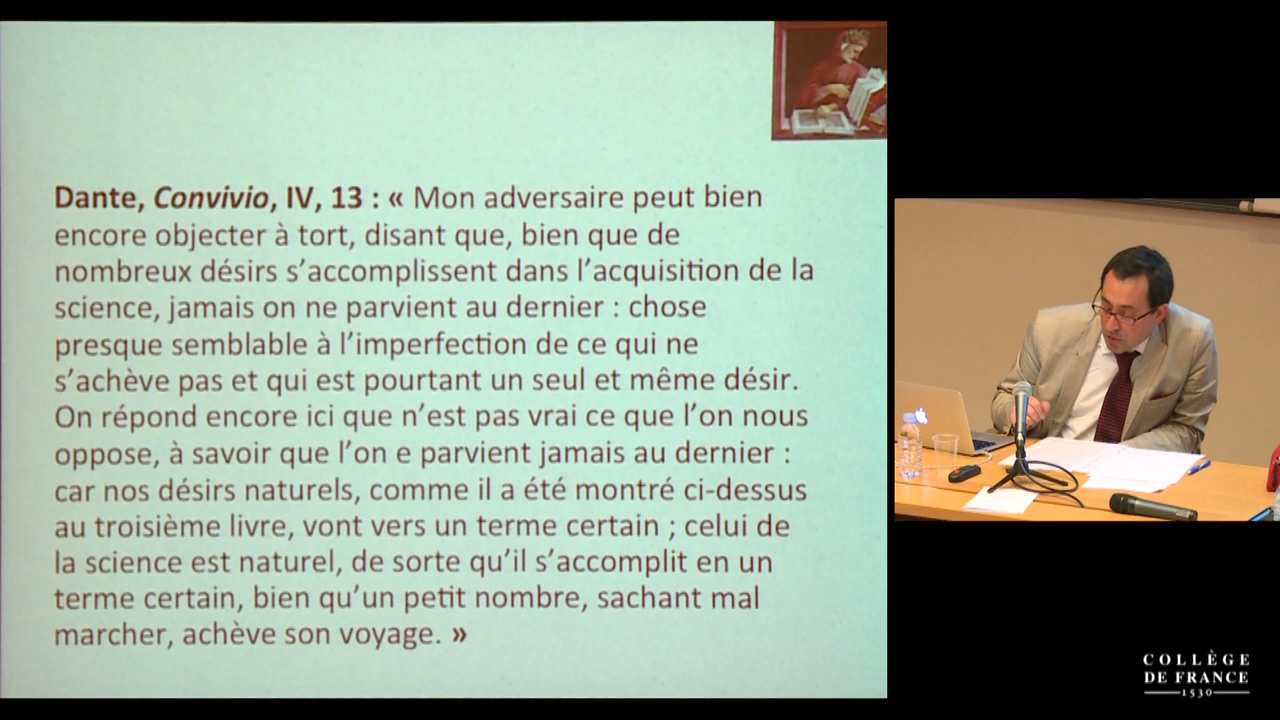 Dante, Convivio, IV, 13 : « Mon adversaire peut bien
encore objecter à tort, disant que, bien que de
nombreux désirs s’accomplissent dans l’acquisition de la
science, jamais on ne parvient au dernier : chose
presque semblable à l’imperfection de ce qui ne
s’achève pas et qui est pourtant un seul et même désir.
On répond encore ici que n’est pas vrai ce que l’on nous
oppose, à savoir que l’on e parvient jamais au dernier :
car nos désirs naturels, comme il a été montré ci-dessus
au troisième livre, vont vers un terme certain ; celui de
la science est naturel, de sorte qu’il s’accomplit en un
terme certain, bien qu’un petit nombre, sachant mal
marcher, achève son voyage. »
COLLÈGE
DE FRANCE
1530